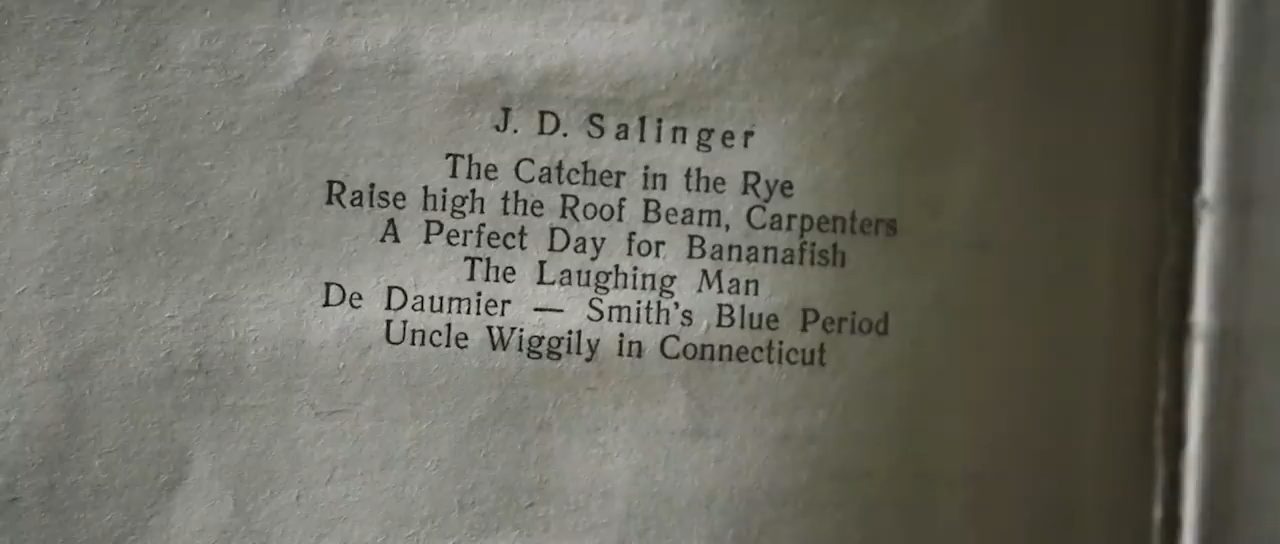 J. D. Salinger
The Catcher in the Rye
Raise high the Roof Beam, Carpenters
A Perfect Day for Bananafish
The Laughing Man
De Daumier — Smith's Blue Period
Uncle Wiggily in Connecticut